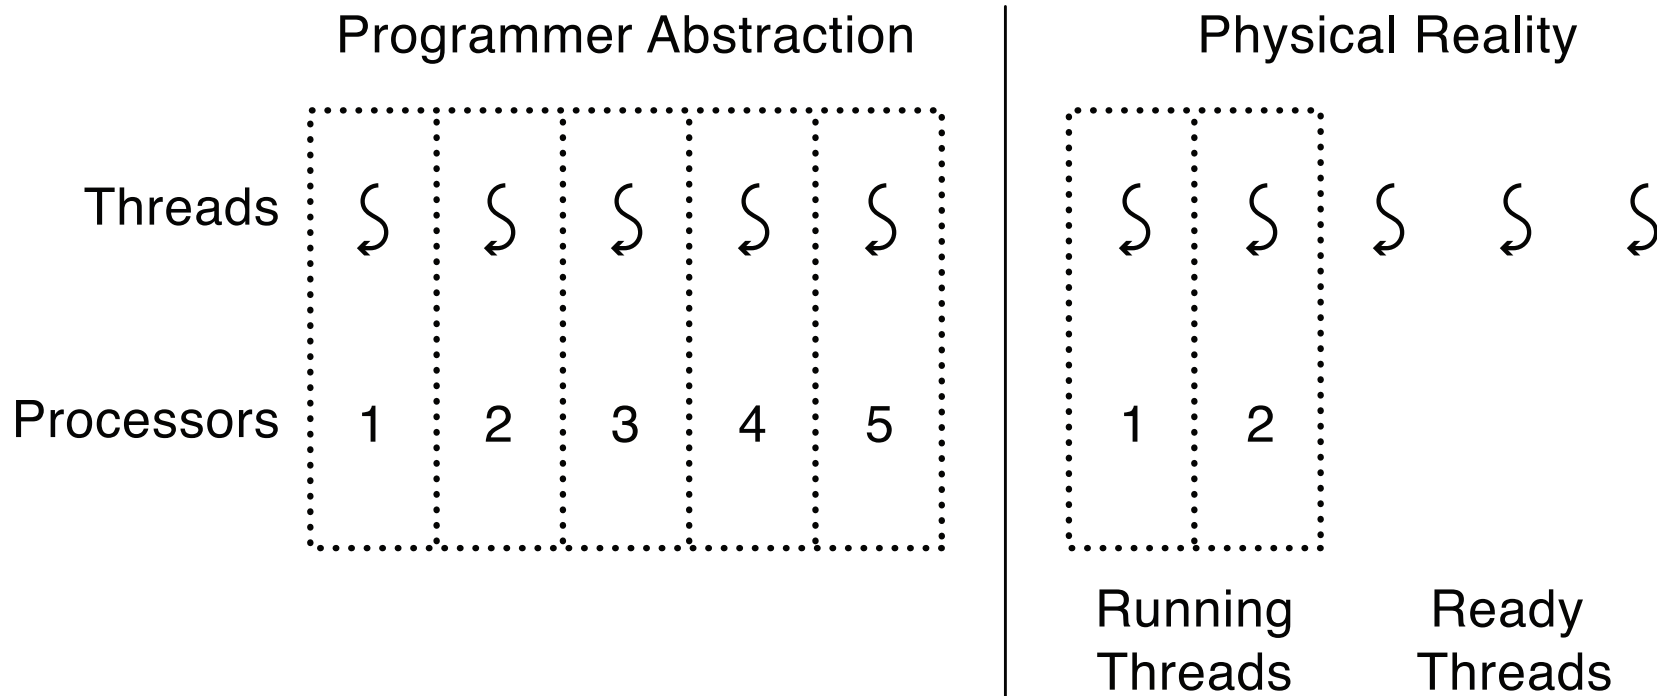 Programmer Abstraction
Physical Reality
Threads
Processors
1 2 3 4 5
1 2
Running
Threads
Ready
Threads